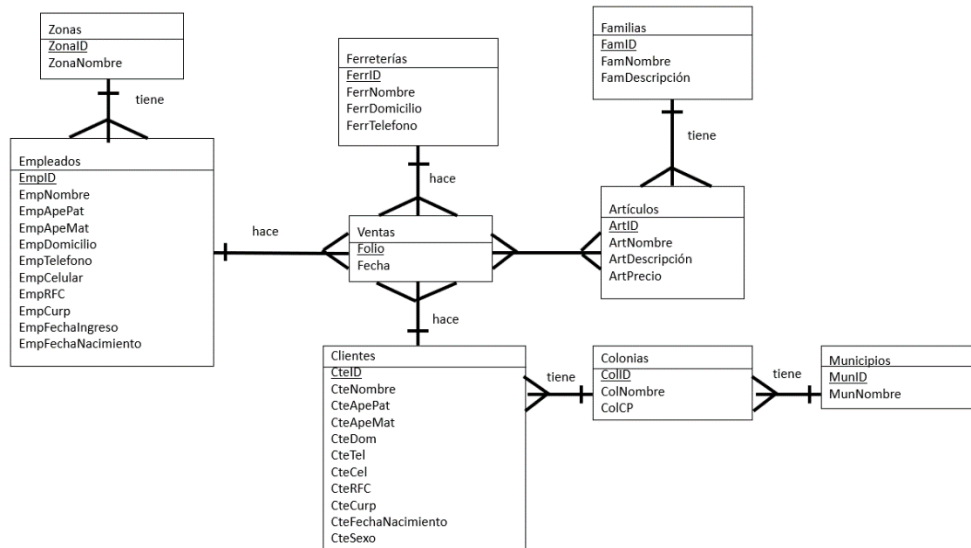 Zonas
ZonaID
ZonaNombre
tiene
Empleados
EmpID
EmpNombre
EmpApePat
EmpApeMat
EmpDomicilio
EmpTelefono
EmpCelular
EmpRFC
EmpCurp
EmpFechaIngreso
EmpFechaNacimiento
hace
Ferreterías
FerrID
FerrNombre
FerrDomicilio
FerrTelefono
hace
Ventas
Folio
Fecha
hace
Familias
FamID
FamNombre
FamDescripción
tiene
Artículos
ArtID
ArtNombre
ArtDescripción
ArtPrecio
Clientes
CteID
CteNombre
CteApePat
CteApeMat
CteDom
CteTel
CteCel
CteRFC
CteCurp
CteFechaNacimiento
CteSexo
tiene
Colonias
ColID
ColNombre
ColCP
tiene
Municipios
MunID
MunNombre